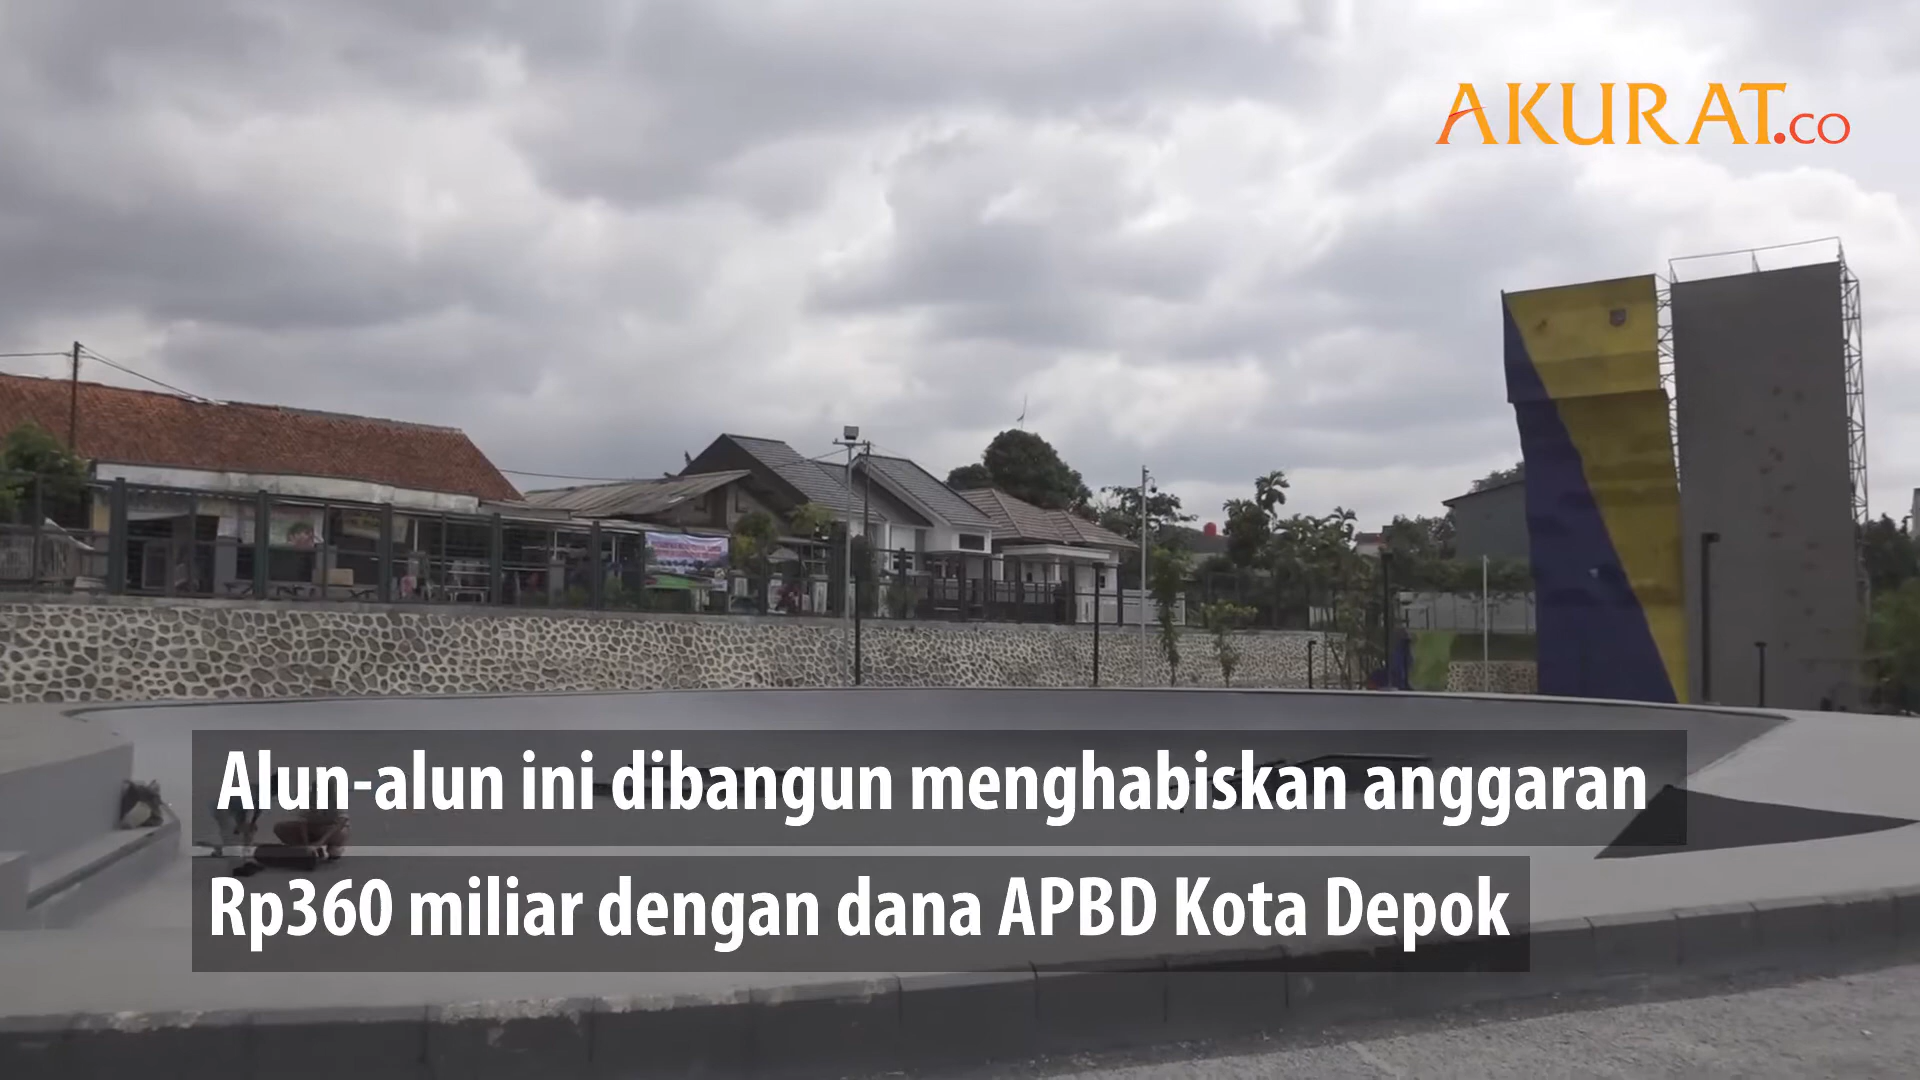 AKURAT.CO
Alun-alun ini dibangun menghabiskan anggaran
Rp360 miliar dengan dana APBD Kota Depok